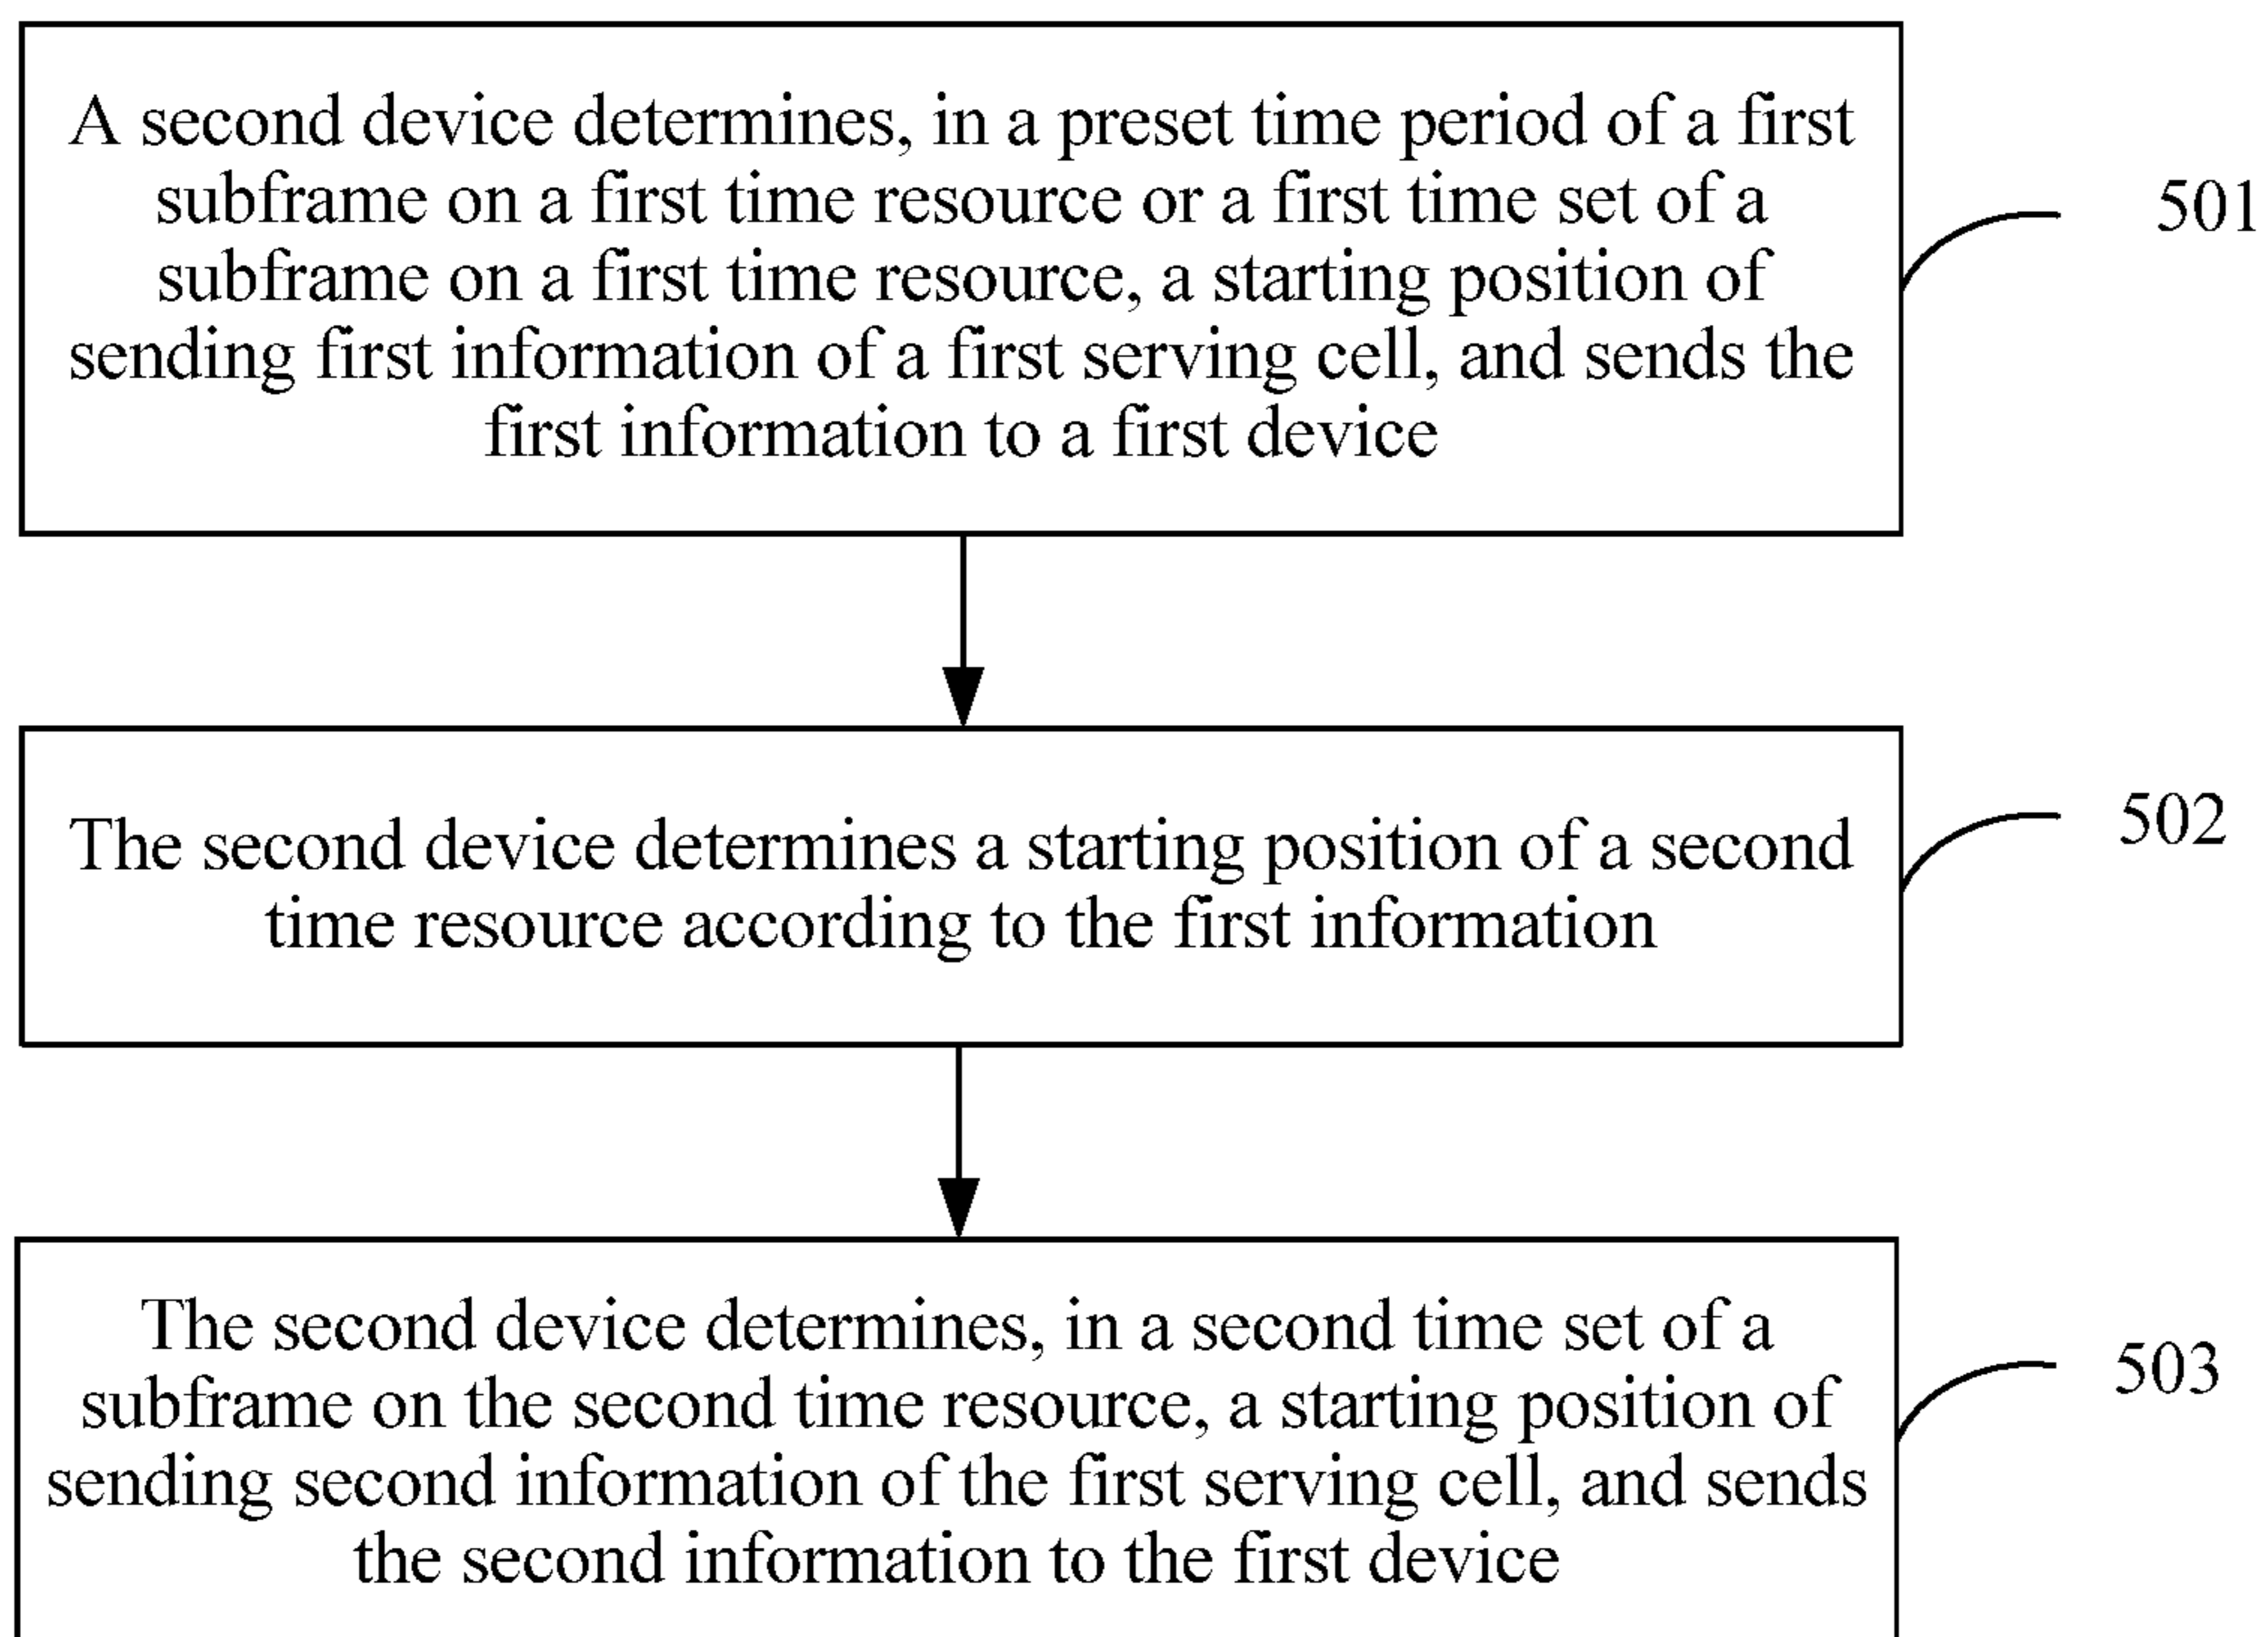 A second device determines, in a preset time period of a first
subframe on a first time resource or a first time set of a
subframe on a first time resource, a starting position of
sending first information of a first serving cell, and sends the
first information to a first device
501
The second device determines a starting position of a second
time resource according to the first information
502
The second device determines, in a second time set of a
subframe on the second time resource, a starting position of
sending second information of the first serving cell, and sends
the second information to the first device
503